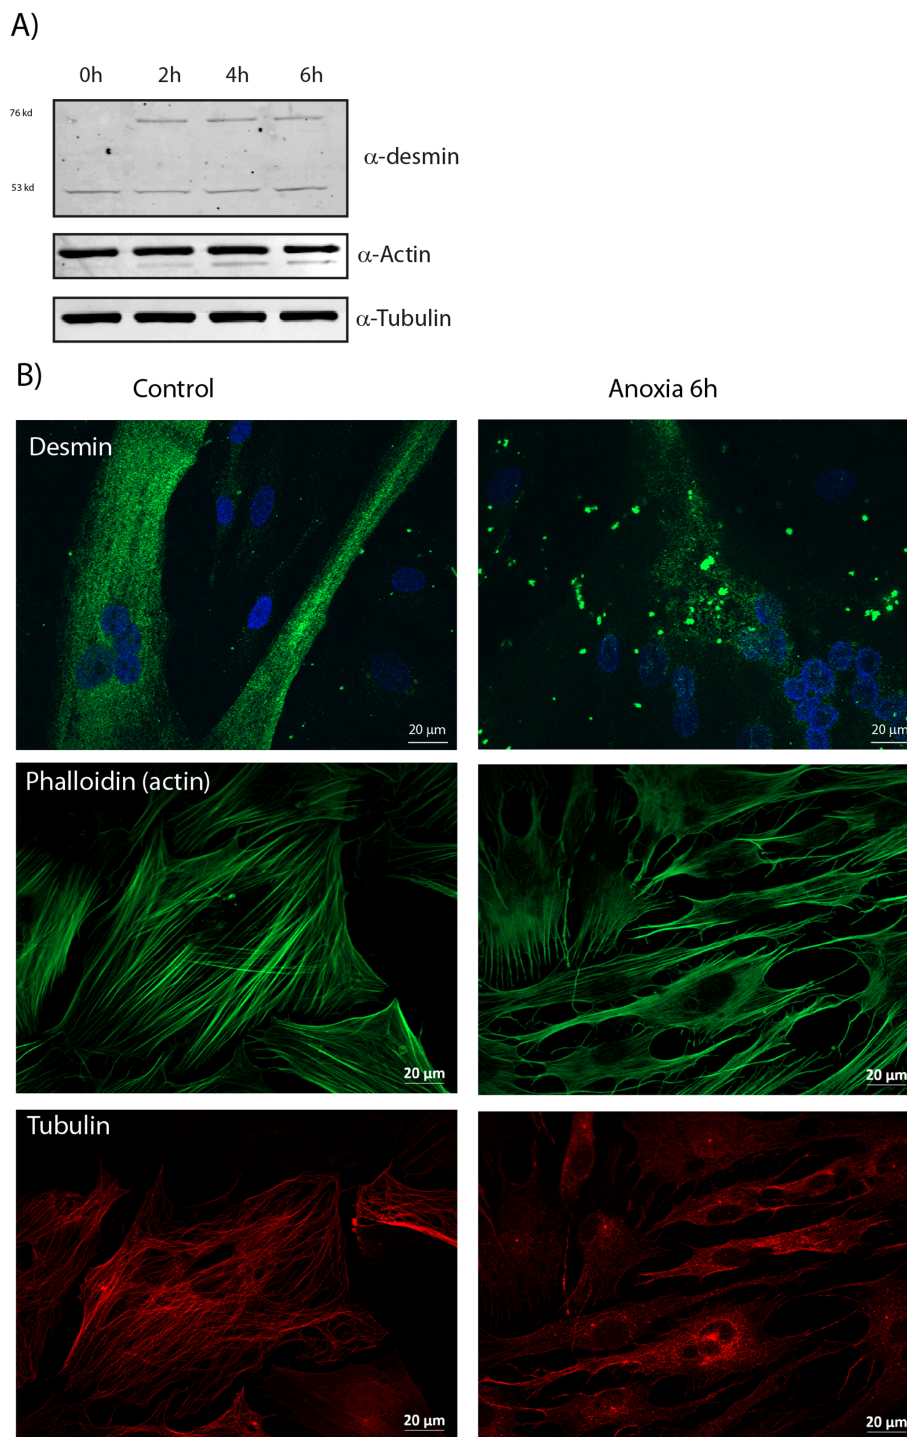 A)
0h 2h 4h 6h
76 kd
α-desmin
53 kd
α-Actin
α-Tubulin
B)
Control Anoxia 6h
Desmin
20 µm 20 µm
Phalloidin (actin)
20 µm 20 µm
Tubulin
20 µm 20 µm